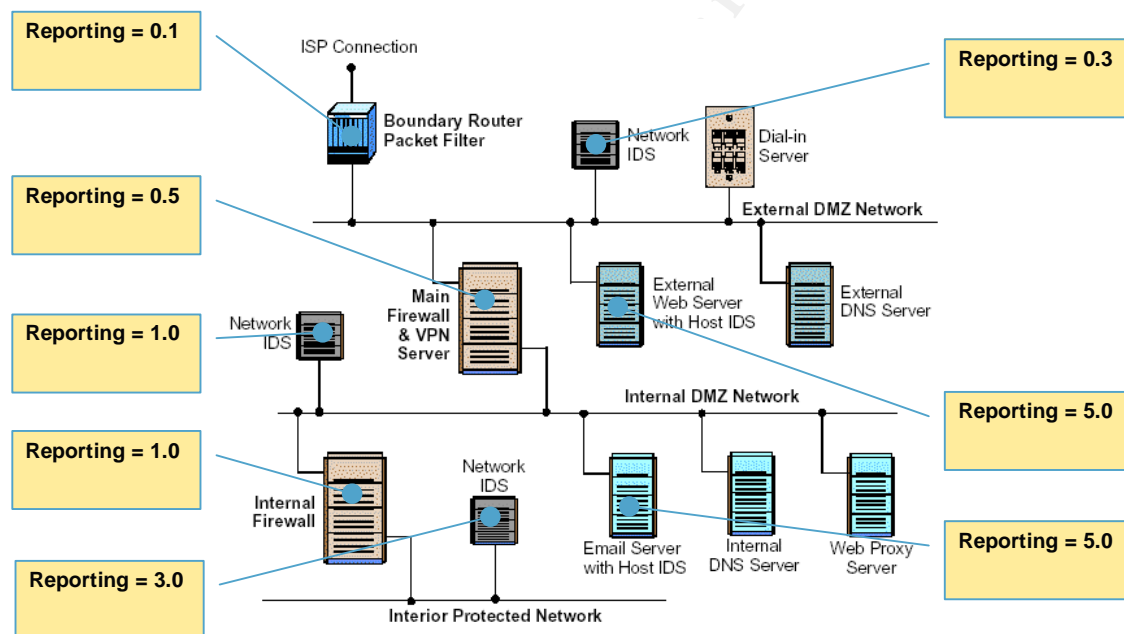 Reporting = 0.1
ISP Connection
Boundary Router
Packet Filter
Network
IDS
Dial-in
Server
Reporting = 0.3
Reporting = 0.5
External DMZ Network
Main
Firewall
& VPN
Server
External
Web Server
with Host IDS
External
DNS Server
Reporting = 1.0
Network
IDS
Internal DMZ Network
Reporting = 5.0
Reporting = 1.0
Internal
Firewall
Network
IDS
Email Server
with Host IDS
Internal
DNS Server
Web Proxy
Server
Reporting = 5.0
Reporting = 3.0
Interior Protected Network